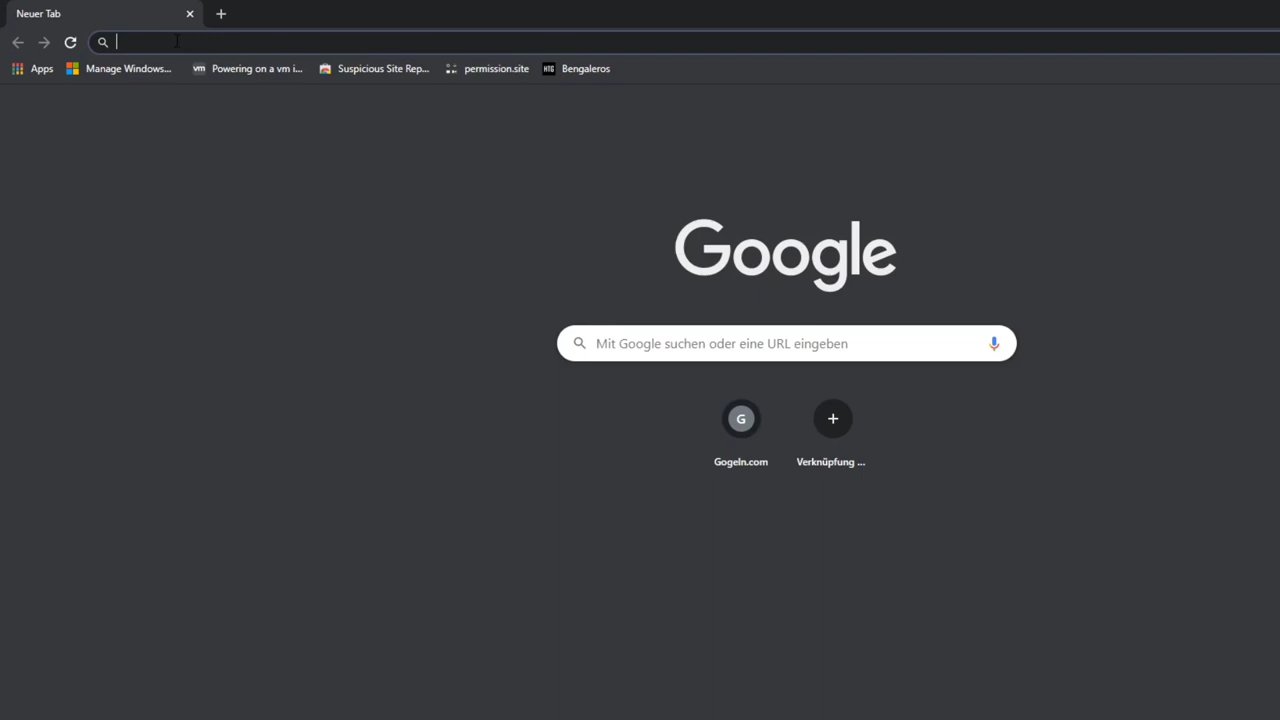 Neuer Tab
Apps Manage Windows... vm Powering on a vm i... Suspicious Site Rep... permission.site HTG Bengaleros
Google
Mit Google suchen oder eine URL eingeben
G
Gogeln.com Verknüpfung ...